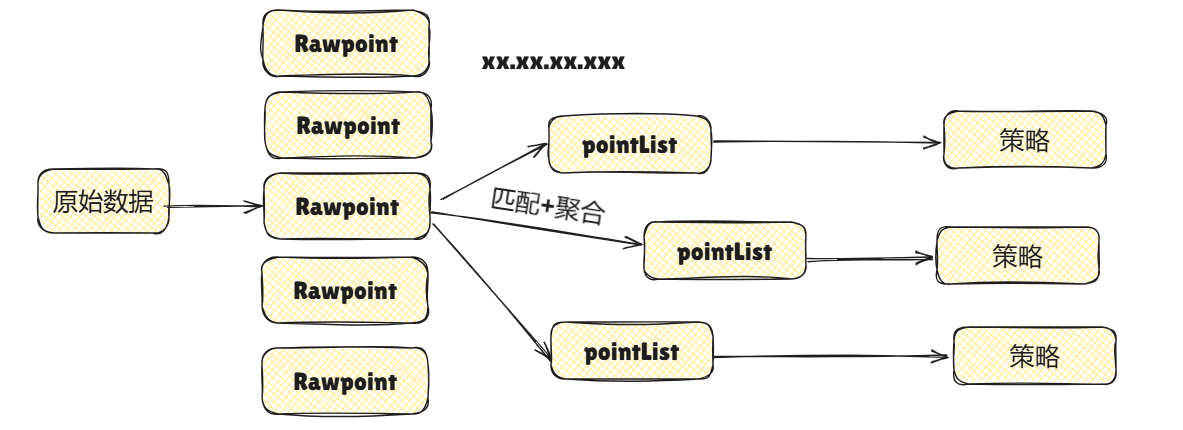 Rawpoint
xx.xx.xx.xxx
Rawpoint
pointList
策略
原始数据
Rawpoint
匹配+聚合
pointList
策略
Rawpoint
pointList
策略
Rawpoint